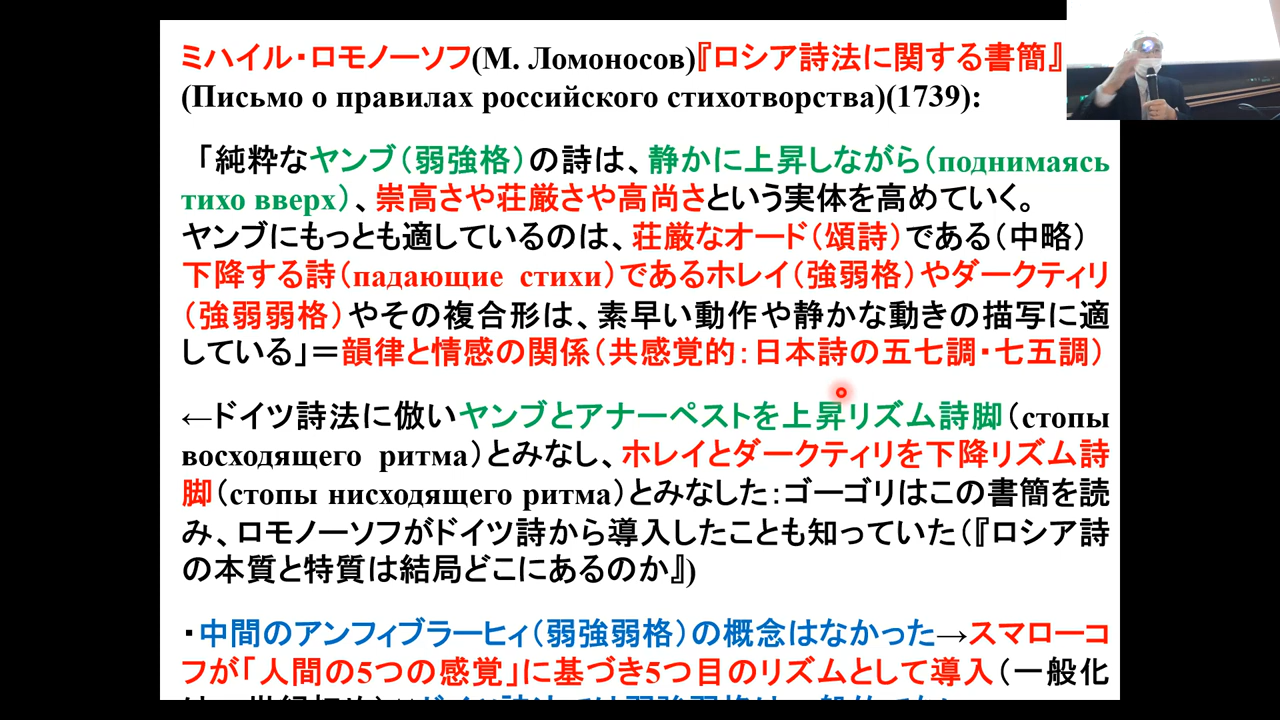 ミハイル・ロモノーソフ(М. Ломоносов)『ロシア詩法に関する書簡』
(Письмо о правилах российского стихотворства)(1739):
「純粋なヤンブ（弱強格）の詩は、静かに上昇しながら（поднимаясь
тихо вверх）、崇高さや荘厳さや高尚さという実体を高めていく。
ヤンブにもっとも適しているのは、荘厳なオード（頌詩）である（中略）
下降する詩（падающие стихи）であるホレイ（強弱格）やダークティリ
（強弱弱格）やその複合形は、素早い動作や静かな動きの描写に適
している」＝韻律と情感の関係（共感覚的：日本詩の五七調・七五調）
←ドイツ詩法に倣いヤンブとアナーペストを上昇リズム詩脚（стопы
восходящего ритма）とみなし、ホレイとダークティリを下降リズム詩
脚（стопы нисходящего ритма）とみなした：ゴーゴリはこの書簡を読
み、ロモノーソフがドイツ詩から導入したことも知っていた（『ロシア詩
の本質と特質は結局どこにあるのか』)
・中間のアンフィブラーヒィ（弱強弱格）の概念はなかった→スマローコ
フが「人間の5つの感覚」に基づき5つ目のリズムとして導入（一般化